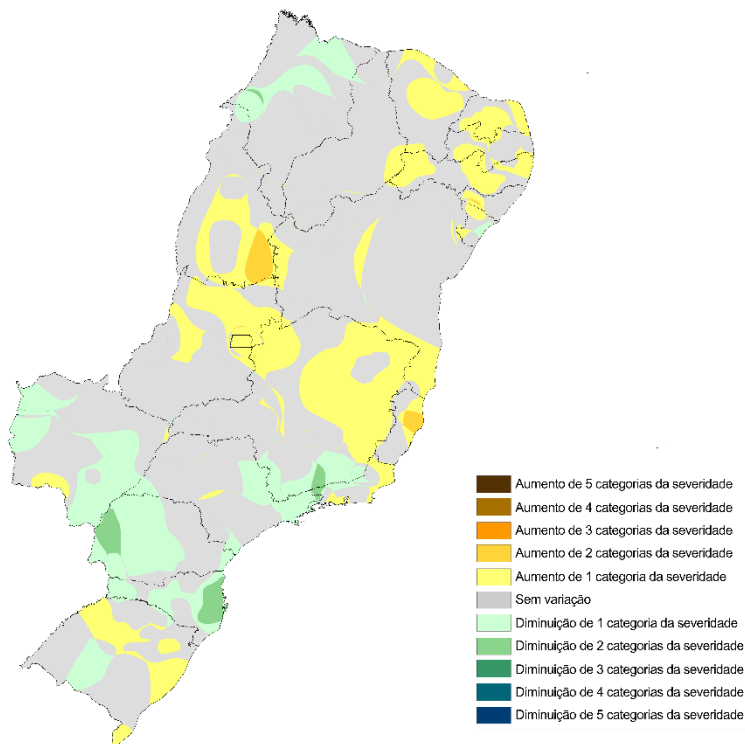 Aumento de 5 categorias da severidade
Aumento de 4 categorias da severidade
Aumento de 3 categorias da severidade
Aumento de 2 categorias da severidade
Aumento de 1 categoria da severidade
Sem variação
Diminuição de 1 categoria da severidade
Diminuição de 2 categorias da severidade
Diminuição de 3 categorias da severidade
Diminuição de 4 categorias da severidade
Diminuição de 5 categorias da severidade